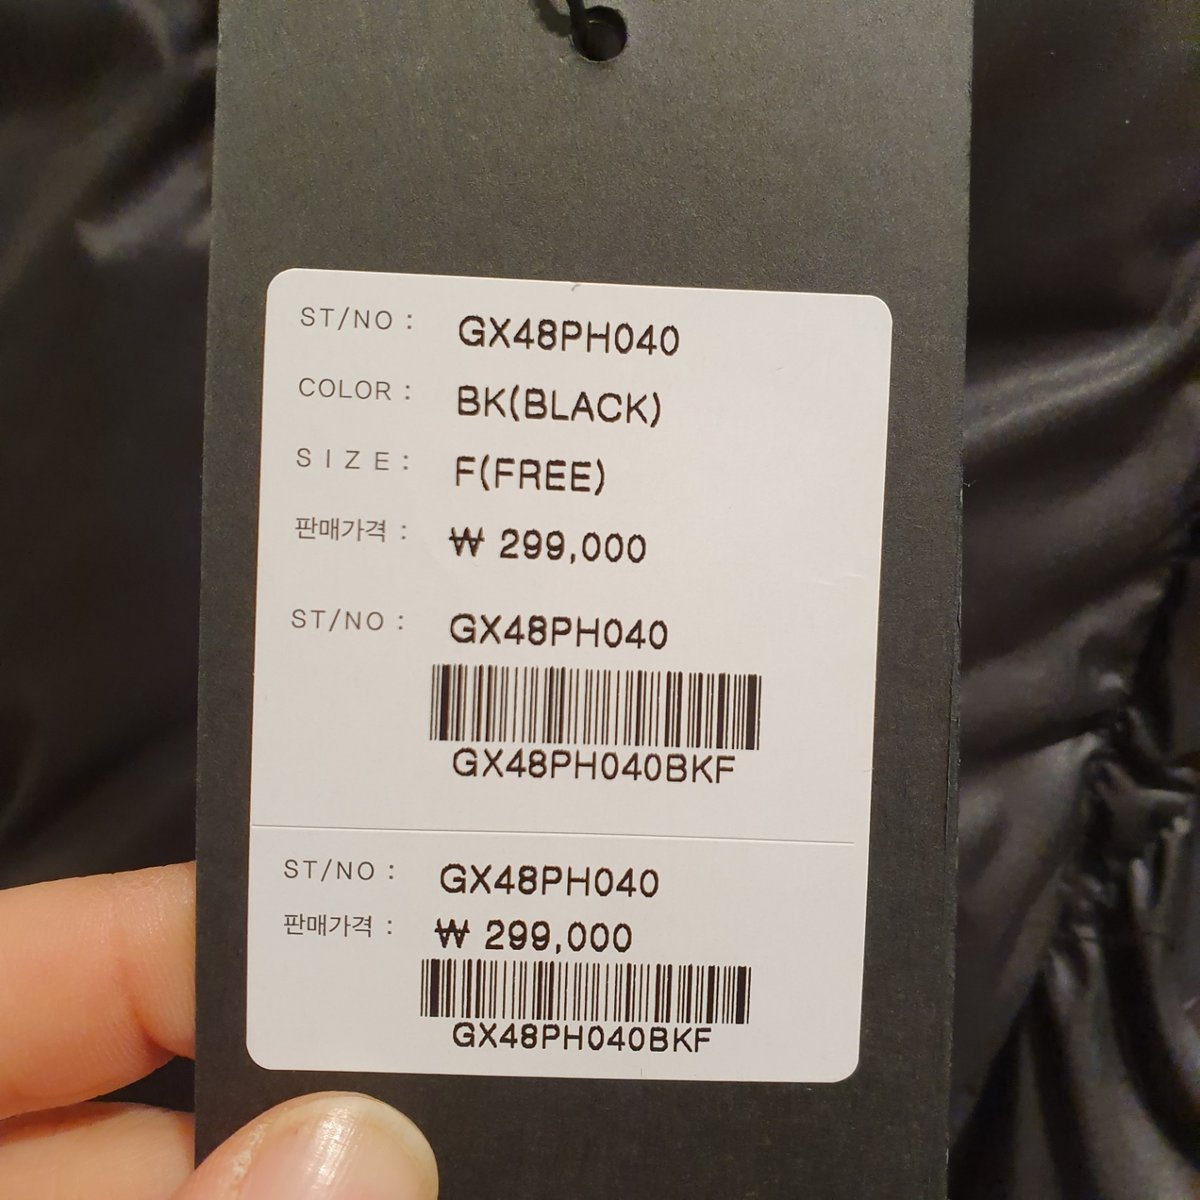 ST/NO : GX48PH040
COLOR : BK(BLACK)
SIZE : F(FREE)
판매가격 : ₩ 299,000
ST/NO : GX48PH040
GX48PH040BKF
ST/NO : GX48PH040
판매가격 : ₩ 299,000
GX48PH040BKF